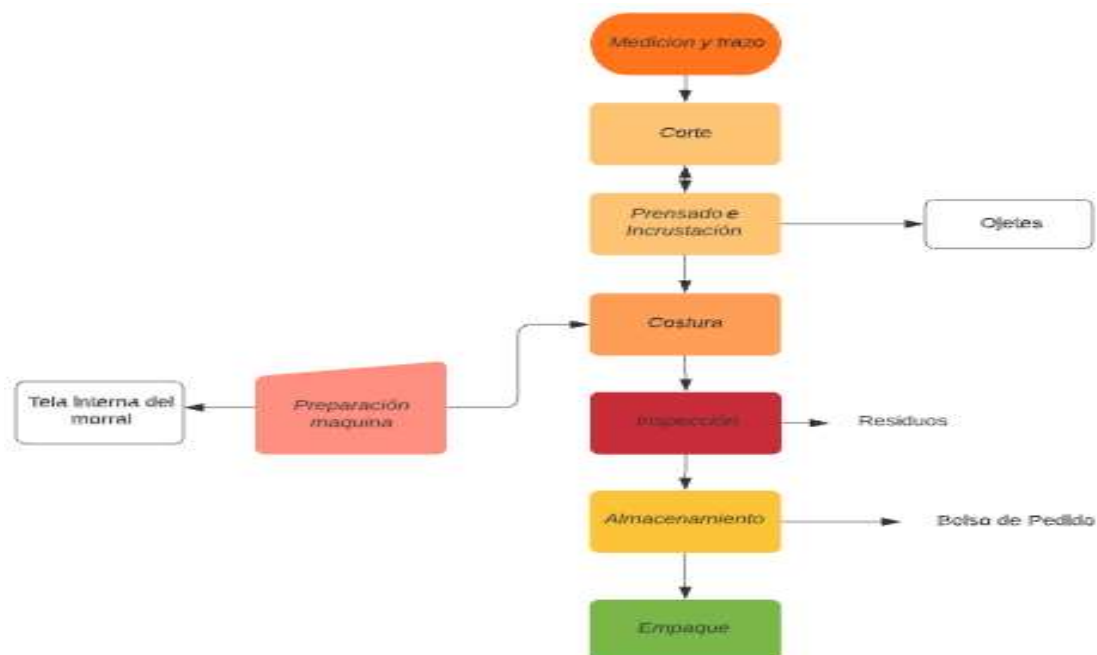 Medicion y trazo
Corte
Prensado e
Incrustación
Ojetes
Costura
Tela Interna del
morral
Preparación
maquina
Inspección
Residuos
Almacenamiento
Bolsa de Pedido
Empaque